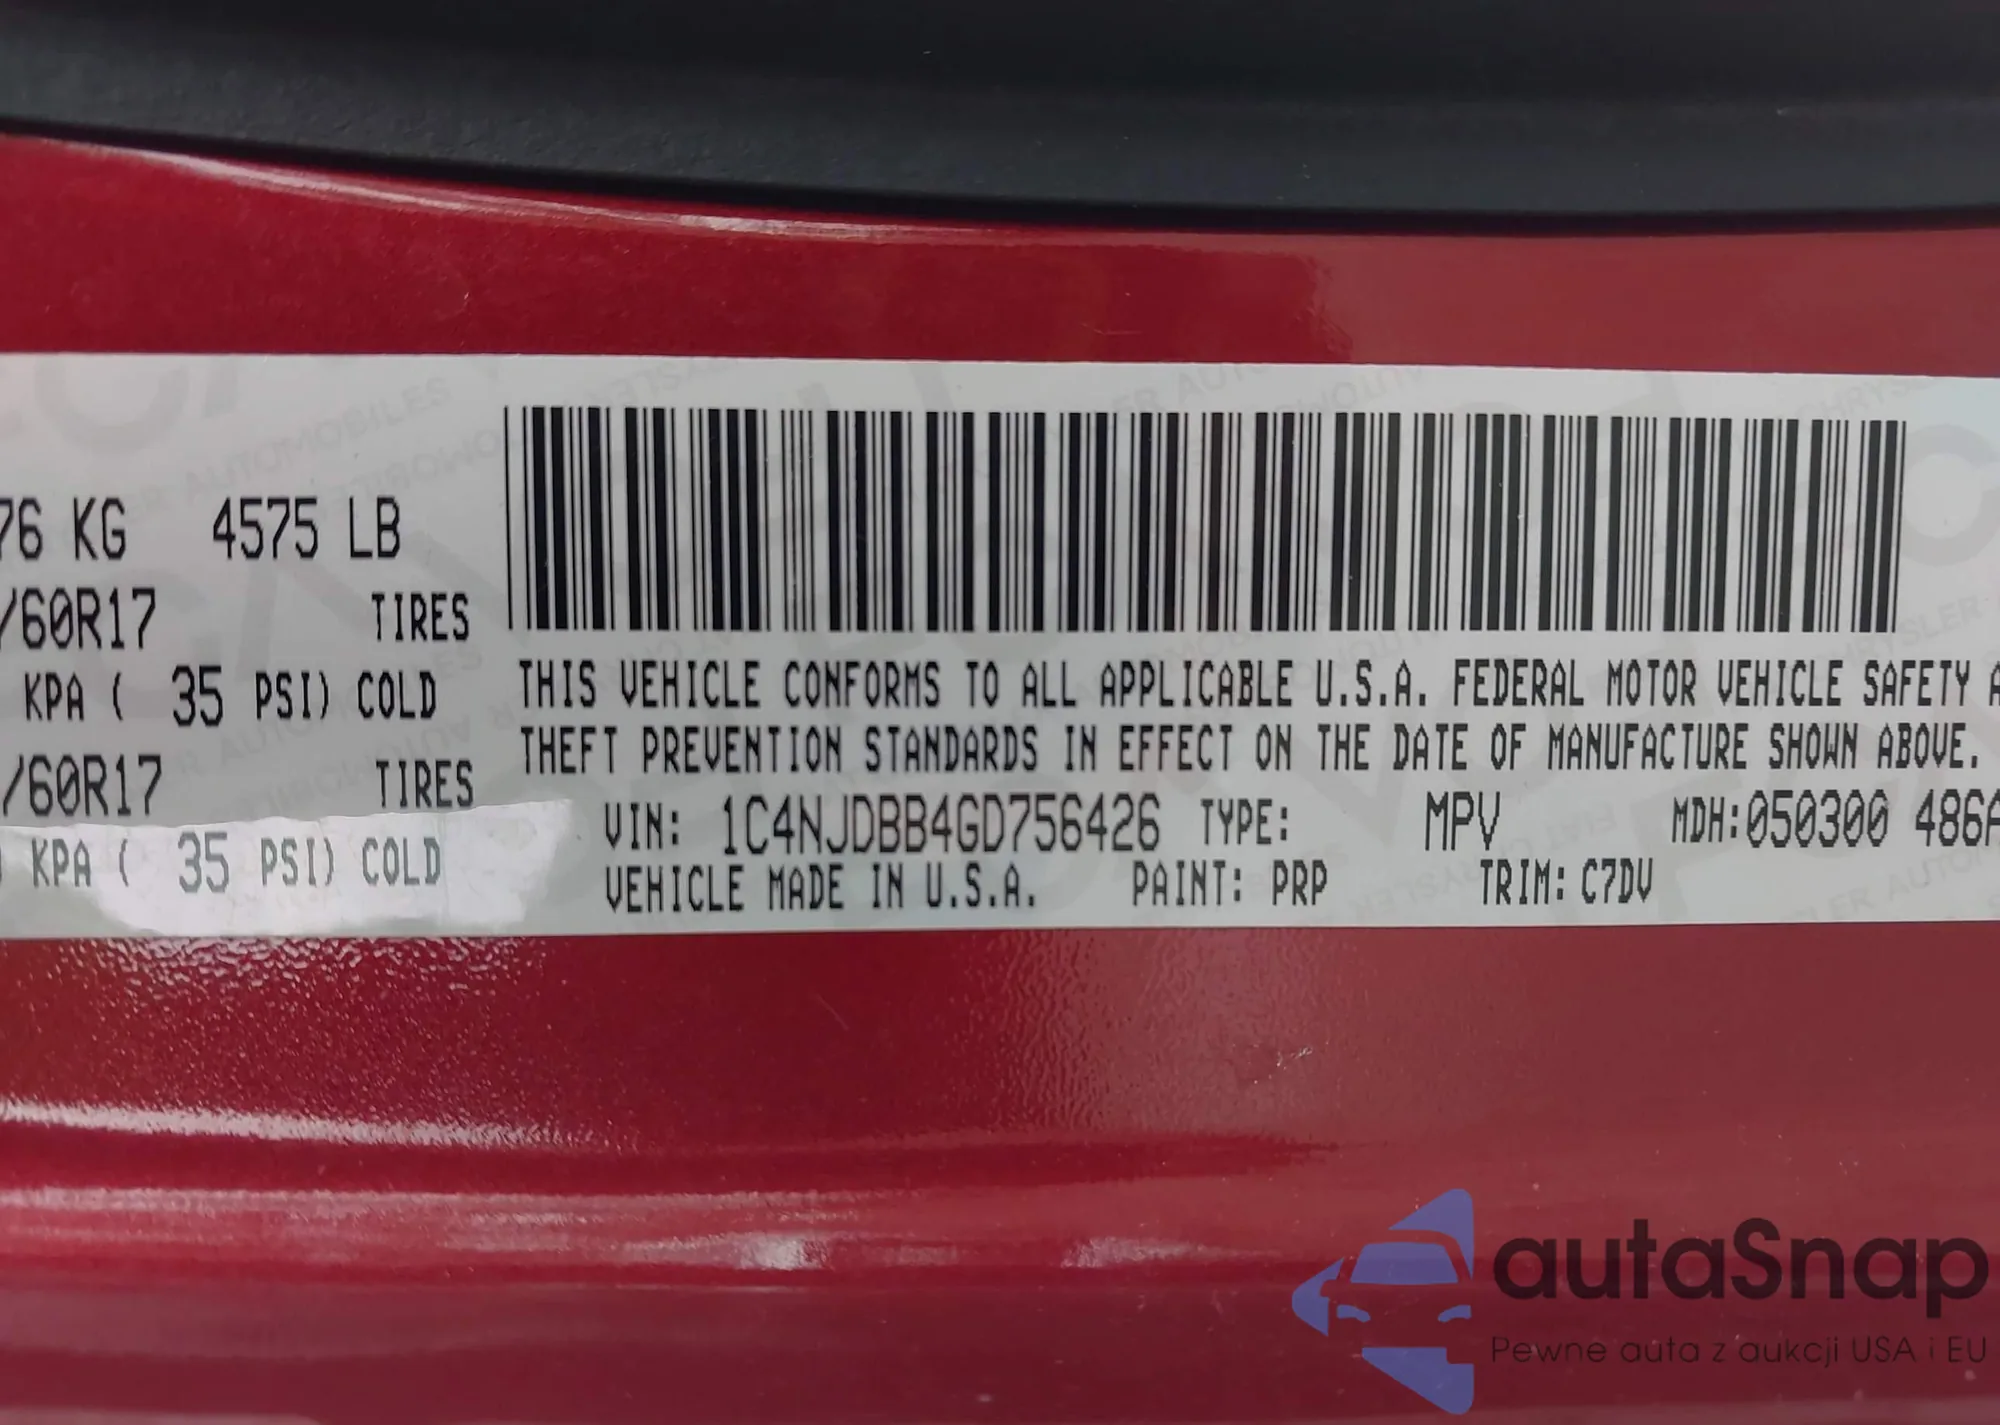 76 KG 4575 LB
/60R17 TIRES
KPA ( 35 PSI) COLD
/60R17 TIRES
KPA ( 35 PSI) COLD
THIS VEHICLE CONFORMS TO ALL APPLICABLE U.S.A. FEDERAL MOTOR VEHICLE SAFETY A
THEFT PREVENTION STANDARDS IN EFFECT ON THE DATE OF MANUFACTURE SHOWN ABOVE.
VIN: 1C4NJDBB4GD756426 TYPE: MPV MDH:050300 486A
VEHICLE MADE IN U.S.A. PAINT: PRP TRIM: C7DV
autaSnap
Pewne auta z aukcji USA i EU